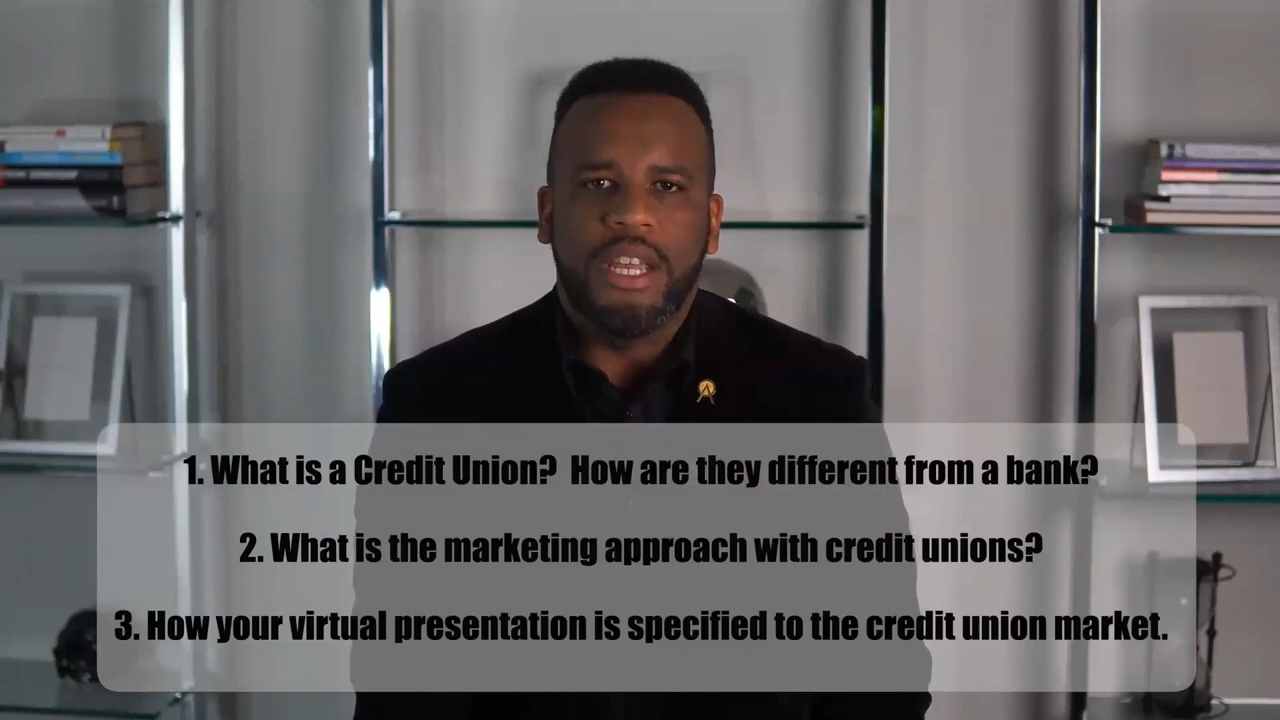 1. What is a Credit Union?  How are they different from a bank?
2. What is the marketing approach with credit unions?
3. How your virtual presentation is specified to the credit union market.